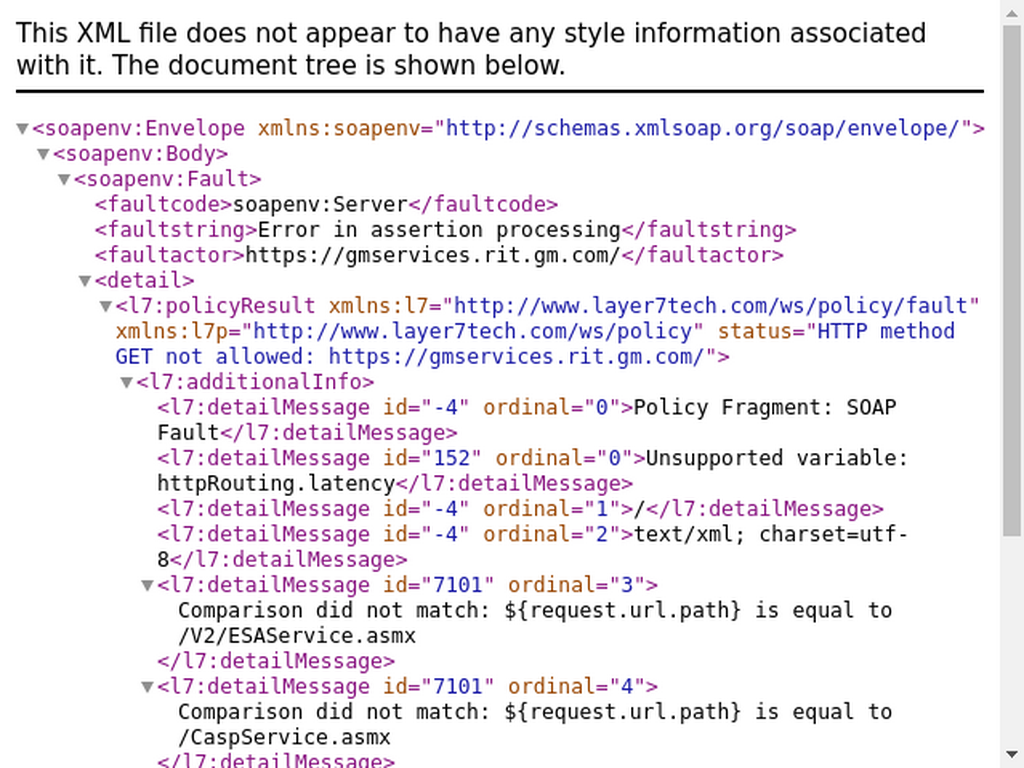 This XML file does not appear to have any style information associated
with it. The document tree is shown below.
<soapenv:Envelope xmlns:soapenv="http://schemas.xmlsoap.org/soap/envelope/">
<soapenv:Body>
<soapenv:Fault>
<faultcode>soapenv:Server</faultcode>
<faultstring>Error in assertion processing</faultstring>
<faultactor>https://gmservices.rit.gm.com/</faultactor>
<detail>
<l7:policyResult xmlns:l7="http://www.layer7tech.com/ws/policy/fault"
xmlns:l7p="http://www.layer7tech.com/ws/policy" status="HTTP method
GET not allowed: https://gmservices.rit.gm.com/">
<l7:additionalInfo>
<l7:detailMessage id="-4" ordinal="0">Policy Fragment: SOAP
Fault</l7:detailMessage>
<l7:detailMessage id="152" ordinal="0">Unsupported variable:
httpRouting.latency</l7:detailMessage>
<l7:detailMessage id="-4" ordinal="1">/</l7:detailMessage>
<l7:detailMessage id="-4" ordinal="2">text/xml; charset=utf-
8</l7:detailMessage>
<l7:detailMessage id="7101" ordinal="3">
Comparison did not match: ${request.url.path} is equal to
/V2/ESAService.asmx
</l7:detailMessage>
<l7:detailMessage id="7101" ordinal="4">
Comparison did not match: ${request.url.path} is equal to
/CaspService.asmx
</l7:detailMessage>